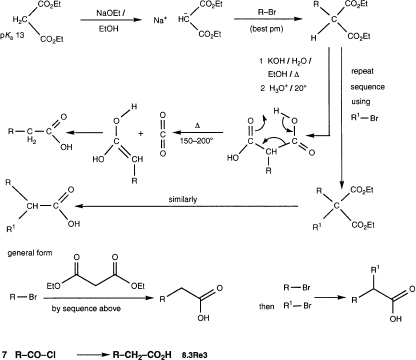 CO₂Et
H₂C
CO₂Et
pKₐ 13
NaOEt /
EtOH
Na⁺
CO₂Et
CH
CO₂Et
R–Br
(best pm)
R CO₂Et
C
H CO₂Et
1 KOH / H₂O /
EtOH / Δ
2 H₃O⁺ / 20°
repeat
sequence
using
R¹–Br
O
R C C
H₂ OH
H
O
C
HO C H
R
+
O
C
O
Δ
150–200°
O H O
C C
HO CH O
R
R O
CH C
R¹ OH
similarly
R CO₂Et
C
R¹ CO₂Et
general form
O O
OEt OEt
R–Br
by sequence above
O
R
OH
R–Br
then R¹–Br
R¹
R O
OH
7 R–CO–Cl R–CH₂–CO₂H 8.3Re3